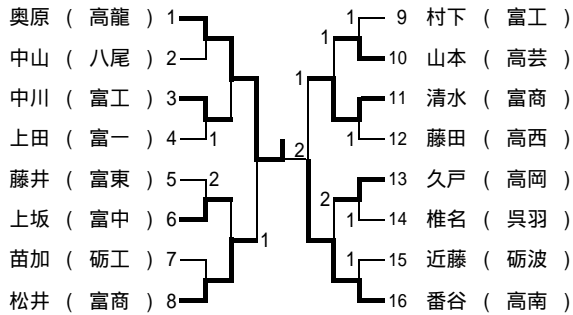 奥原 ( 高龍 ) 1
中山 ( 八尾 ) 2
中川 ( 富工 ) 3
上田 ( 富一 ) 4
藤井 ( 富東 ) 5
上坂 ( 富中 ) 6
苗加 ( 砺工 ) 7
松井 ( 富商 ) 8
1
2
1
2
1
1
1
1
2
1
1
9 村下 ( 富工 )
10 山本 ( 高芸 )
11 清水 ( 富商 )
12 藤田 ( 高西 )
13 久戸 ( 高岡 )
14 椎名 ( 呉羽 )
15 近藤 ( 砺波 )
16 番谷 ( 高南 )